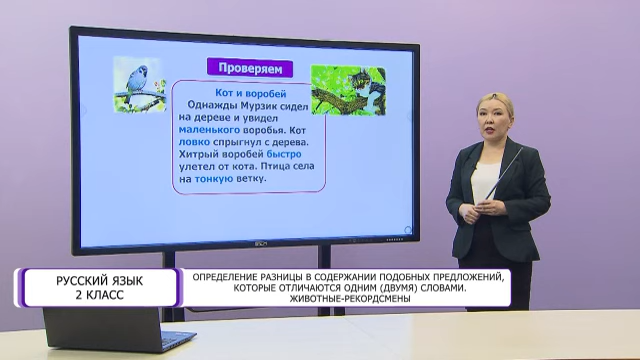 Проверяем
Кот и воробей
Однажды Мурзик сидел
на дереве и увидел
маленького воробья. Кот
ловко спрыгнул с дерева.
Хитрый воробей быстро
улетел от кота. Птица села
на тонкую ветку.
РУССКИЙ ЯЗЫК
2 КЛАСС
ОПРЕДЕЛЕНИЕ РАЗНИЦЫ В СОДЕРЖАНИИ ПОДОБНЫХ ПРЕДЛОЖЕНИЙ,
КОТОРЫЕ ОТЛИЧАЮТСЯ ОДНИМ (ДВУМЯ) СЛОВАМИ.
ЖИВОТНЫЕ-РЕКОРДСМЕНЫ